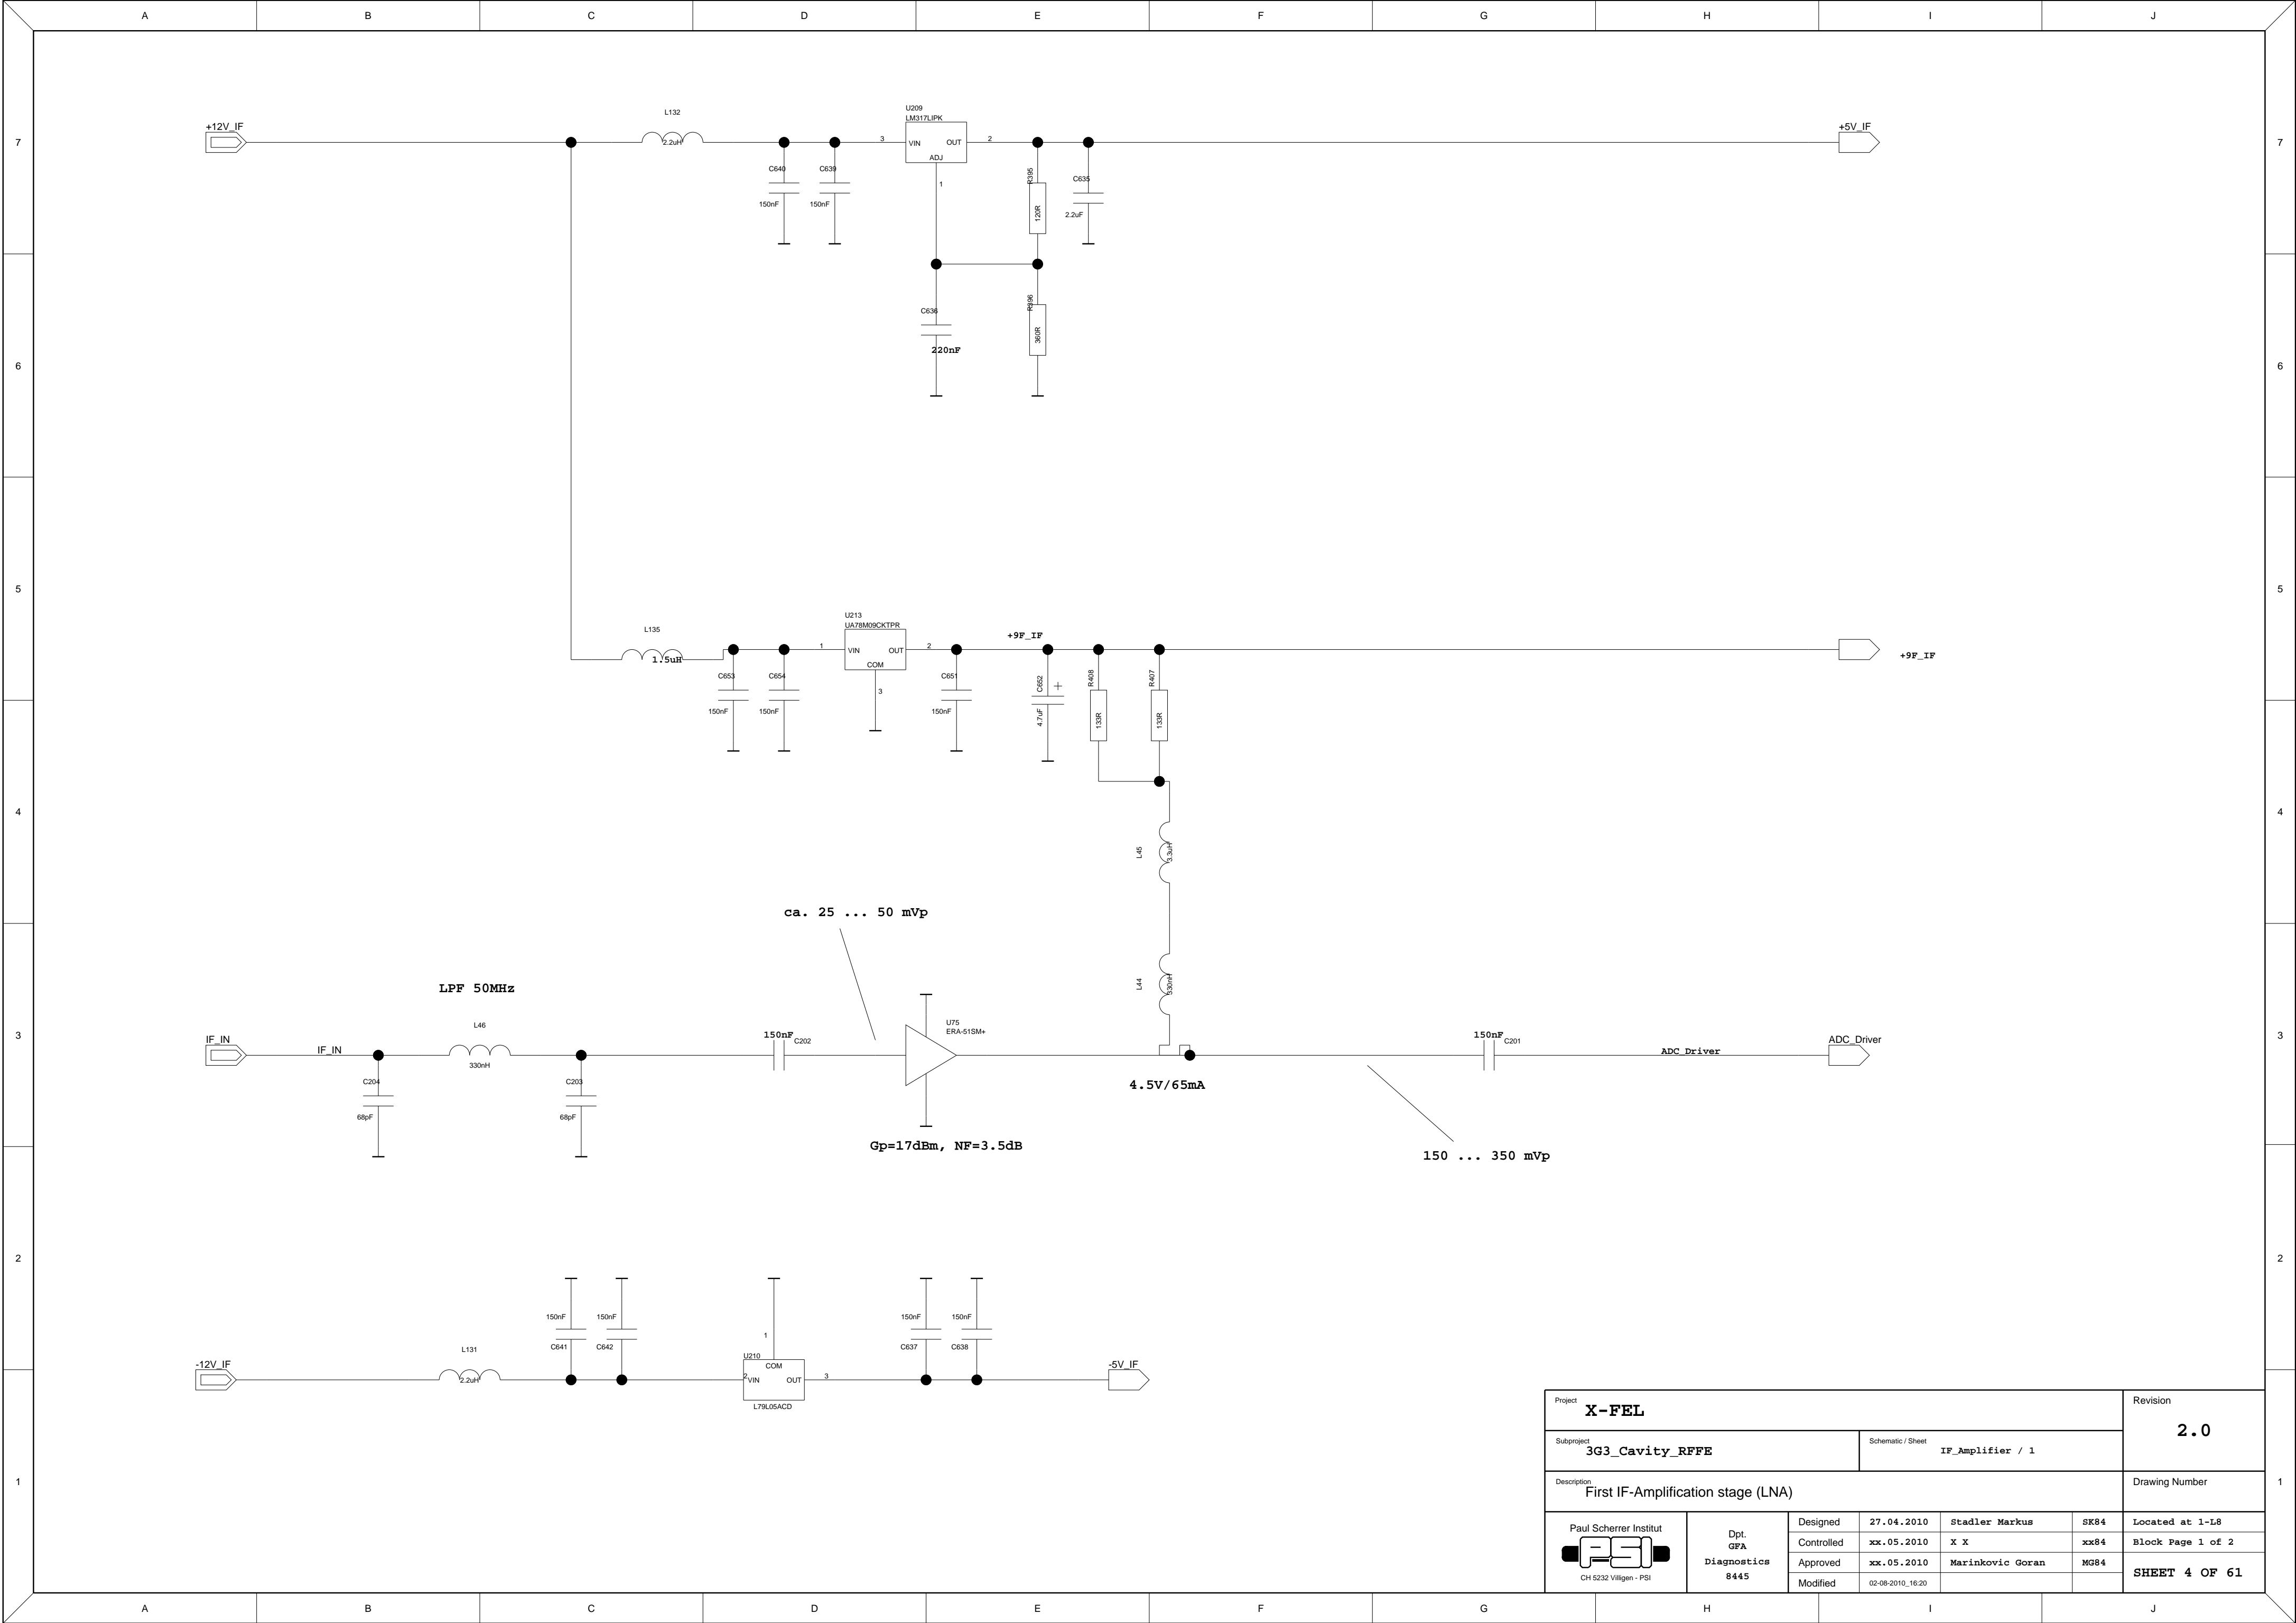 A B C D E F G H I J
7 7
6 6
5 5
4 4
3 3
2 2
1 1
+12V_IF
L132
2.2uH
C640
150nF
C639
150nF
U209
LM317LIPK
3
VIN
OUT
ADJ
2
1
R395
120R
C635
2.2uF
+5V_IF
C636
220nF
R396
360R
L135
1.5uH
C653
150nF
C654
150nF
U213
UA78M09CKTPR
1
VIN
OUT
COM
2
3
C651
150nF
+9F_IF
C652
+
4.7uF
R408
133R
R407
133R
+9F_IF
L45
3.3uH
L44
330nH
ca. 25 ... 50 mVp
LPF 50MHz
IF_IN
IF_IN
L46
330nH
C204
68pF
C203
68pF
150nF
C202
U75
ERA-51SM+
4.5V/65mA
Gp=17dBm, NF=3.5dB
150nF
C201
ADC_Driver
ADC_Driver
150 ... 350 mVp
-12V_IF
L131
2.2uH
150nF
C641
150nF
C642
1
U210
COM
2
VIN
OUT
3
L79L05ACD
150nF
C637
150nF
C638
-5V_IF
Project
X-FEL
Revision
2.0
Subproject
3G3_Cavity_RFFE
Schematic / Sheet
IF_Amplifier / 1
Description
First IF-Amplification stage (LNA)
Drawing Number
Paul Scherrer Institut
PSI
CH 5232 Villigen - PSI
Dpt.
GFA
Diagnostics
8445
Designed 27.04.2010 Stadler Markus SK84 Located at 1-L8
Controlled xx.05.2010 X X xx84 Block Page 1 of 2
Approved xx.05.2010 Marinkovic Goran MG84
Modified 02-08-2010_16:20
SHEET 4 OF 61
A B C D E F G H I J